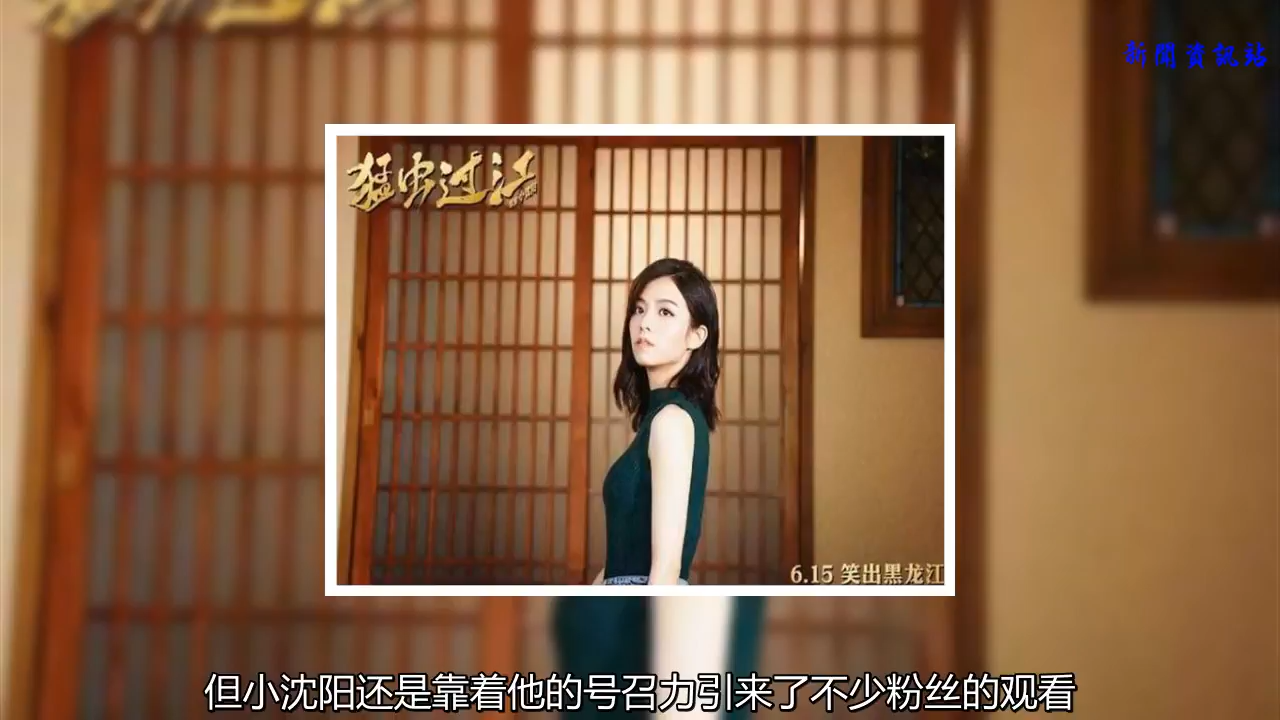 新聞資訊站
猛虫过江
6.15 笑出黑龙江
但小沈阳还是靠着他的号召力引来了不少粉丝的观看